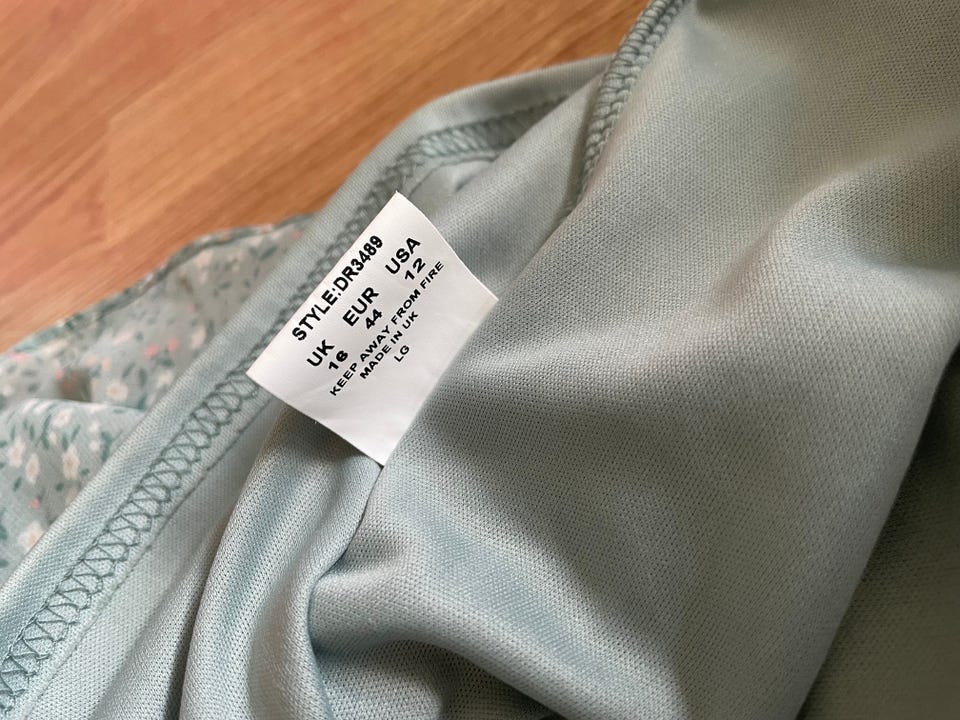 STYLE:DR3489
UK EUR USA
16 44 12
KEEP AWAY FROM FIRE
MADE IN UK
LG